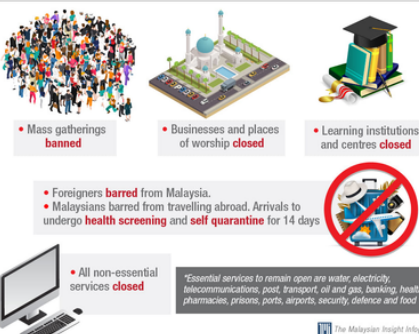 • Mass gatherings
banned
• Businesses and places
of worship closed
• Learning institutions
and centres closed
• Foreigners barred from Malaysia.
• Malaysians barred from travelling abroad. Arrivals to
undergo health screening and self quarantine for 14 days
• All non-essential
services closed
*Essential services to remain open are water, electricity,
telecommunications, post, transport, oil and gas, banking,
pharmacies, prisons, ports, airports, security, defence and food
The Malaysian Insight